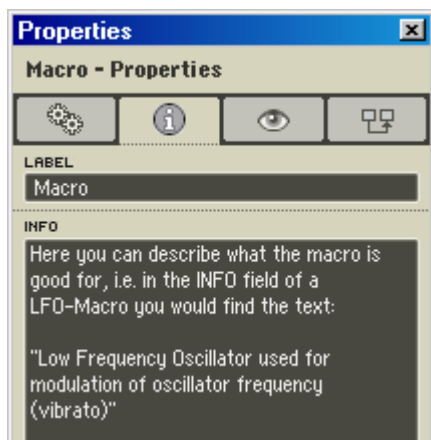 Properties
Macro - Properties
LABEL
Macro
INFO
Here you can describe what the macro is
good for, i.e. in the INFO field of a
LFO-Macro you would find the text:
"Low Frequency Oscillator used for
modulation of oscillator frequency
(vibrato)"